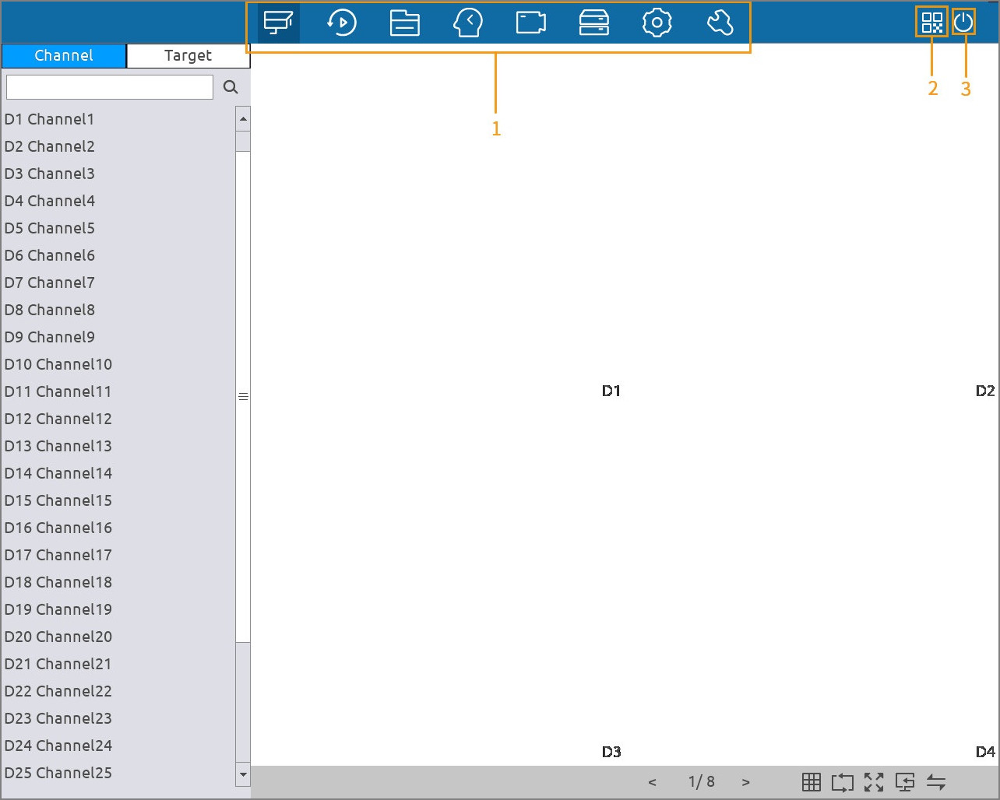 Channel Target
1
2 3
D1 Channel1
D2 Channel2
D3 Channel3
D4 Channel4
D5 Channel5
D6 Channel6
D7 Channel7
D8 Channel8
D9 Channel9
D10 Channel10
D11 Channel11
D12 Channel12
D13 Channel13
D14 Channel14
D15 Channel15
D16 Channel16
D17 Channel17
D18 Channel18
D19 Channel19
D20 Channel20
D21 Channel21
D22 Channel22
D23 Channel23
D24 Channel24
D25 Channel25
D1 D2
D3 D4
< 1/ 8 >